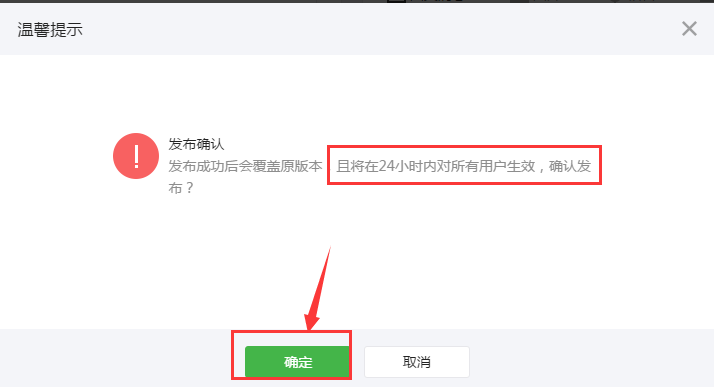 温馨提示
发布确认
发布成功后会覆盖原版本 且将在24小时内对所有用户生效，确认发
布？
确定
取消